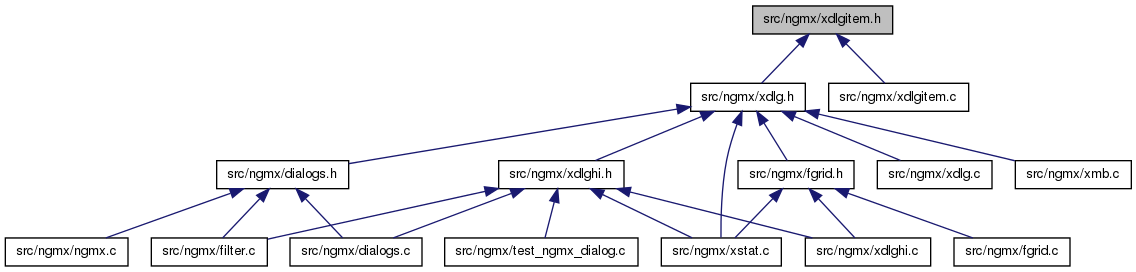 src/ngmx/xdlgitem.h
src/ngmx/xdlg.h
src/ngmx/xdlgitem.c
src/ngmx/dialogs.h
src/ngmx/xdlghi.h
src/ngmx/fgrid.h
src/ngmx/xdlg.c
src/ngmx/xmb.c
src/ngmx/ngmx.c
src/ngmx/filter.c
src/ngmx/dialogs.c
src/ngmx/test_ngmx_dialog.c
src/ngmx/xstat.c
src/ngmx/xdlghi.c
src/ngmx/fgrid.c